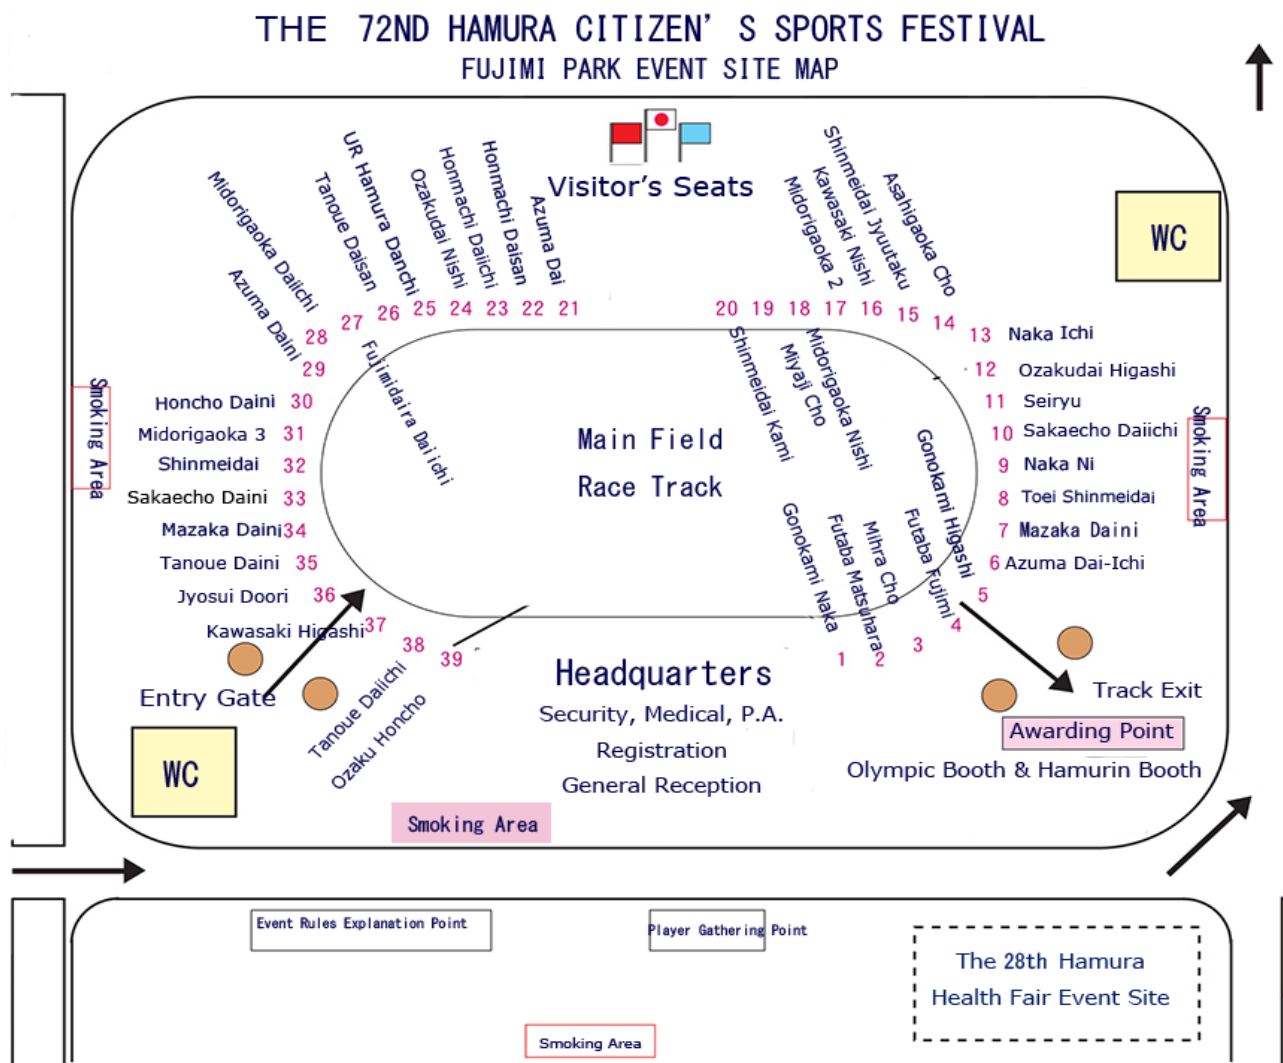 THE 72ND HAMURA CITIZEN' S SPORTS FESTIVAL
FUJIMI PARK EVENT SITE MAP
Visitor's Seats
WC
Midorigaoka Daiichi
Tanoue Daisan
UR Hamura Danchi
Ozakudai Nishi
Honmachi Daiichi
Honmachi Daisan
Azuma Dai
Midorigaoka 2
Kawasaki Nishi
Shinmeidai Jyuutaku
Asahigaoka Cho
Azuma Daini
28
27
26
25
24
23
22
21
20
19
18
17
16
15
14
13 Naka Ichi
29
12 Ozakudai Higashi
Honcho Daini 30
11 Seiryu
Midorigaoka 3 31
10 Sakaecho Daiichi
Shinmeidai 32
9 Naka Ni
Sakaecho Daini 33
8 Toei Shinmeidai
Mazaka Daini 34
7 Mazaka Daini
Tanoue Daini 35
6 Azuma Dai-Ichi
Jyosui Doori 36
5
Kawasaki Higashi 37
4
38
3
39
2
1
Fujimidaira Daiichi
Shinmeidai Kami
Miyaji Cho
Midorigaoka Nishi
Main Field
Race Track
Gonokami Naka
Futaba Matsuhara
Mihra Cho
Futaba Fujimi
Gonokami Higashi
Smoking Area
Smoking Area
Tanoue Daiichi
Ozaku Honcho
Entry Gate
WC
Headquarters
Security, Medical, P.A.
Registration
General Reception
Track Exit
Awarding Point
Olympic Booth & Hamurin Booth
Smoking Area
Event Rules Explanation Point
Player Gathering Point
The 28th Hamura
Health Fair Event Site
Smoking Area